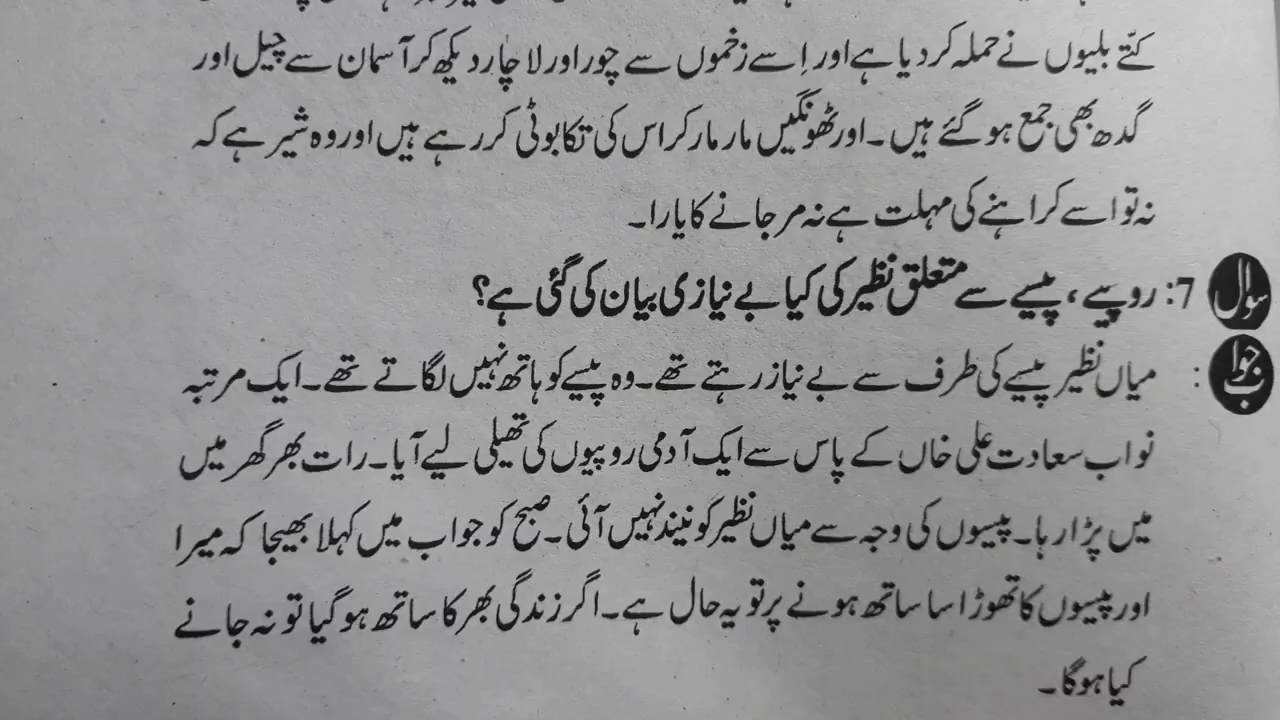 کتے بلیوں نے حملہ کر دیا ہے اور اِسے زخموں سے چور اور لاچار دیکھ کر آسمان سے چیل اور
گدھ بھی جمع ہو گئے ہیں۔ اور ٹھونگیں مار مار کر اس کی تکا بوٹی کر رہے ہیں اور وہ شیر ہے کہ
نہ تو اسے کراہنے کی مہلت ہے نہ مر جانے کا یارا۔
سوال 7: روپے، پیسے سے متعلق نظیر کی کیا بے نیازی بیان کی گئی ہے؟
جواب : میاں نظیر پیسے کی طرف سے بے نیاز رہتے تھے۔ وہ پیسے کو ہاتھ نہیں لگاتے تھے۔ ایک مرتبہ
نواب سعادت علی خاں کے پاس سے ایک آدمی روپیوں کی تھیلی لیے آیا۔ رات بھر گھر میں
میں پڑا رہا۔ پیسوں کی وجہ سے میاں نظیر کو نیند نہیں آئی۔ صبح کو جواب میں کہلا بھیجا کہ میرا
اور پیسوں کا تھوڑا سا ساتھ ہونے پر تو یہ حال ہے۔ اگر زندگی بھر کا ساتھ ہو گیا تو نہ جانے
کیا ہوگا۔